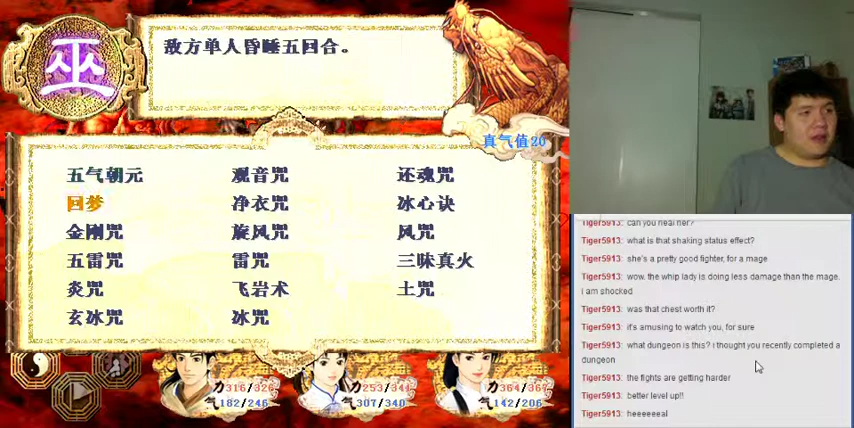 巫
敌方单人昏睡五回合。
真气值20
五气朝元 观音咒 还魂咒
回梦 净衣咒 冰心诀
金刚咒 旋风咒 风咒
五雷咒 雷咒 三昧真火
炎咒 飞岩术 土咒
玄冰咒 冰咒
力316/326
气182/246
力253/3
气307/340
力364/367
气142/206
Tiger5913: can you heal her?
Tiger5913: what is that shaking status effect?
Tiger5913: she's a pretty good fighter, for a mage
Tiger5913: wow. the whip lady is doing less damage than the mage.
i am shocked
Tiger5913: was that chest worth it?
Tiger5913: it's amusing to watch you, for sure
Tiger5913: what dungeon is this? i thought you recently completed a
dungeon
Tiger5913: the fights are getting harder
Tiger5913: better level up!!
Tiger5913: heeeeeeal